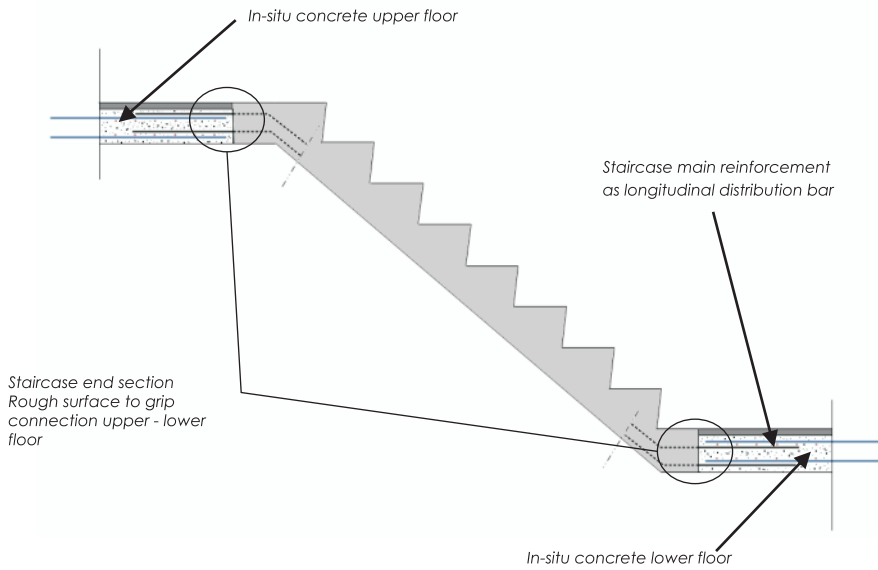 In-situ concrete upper floor
Staircase main reinforcement
as longitudinal distribution bar
Staircase end section
Rough surface to grip
connection upper - lower
floor
In-situ concrete lower floor